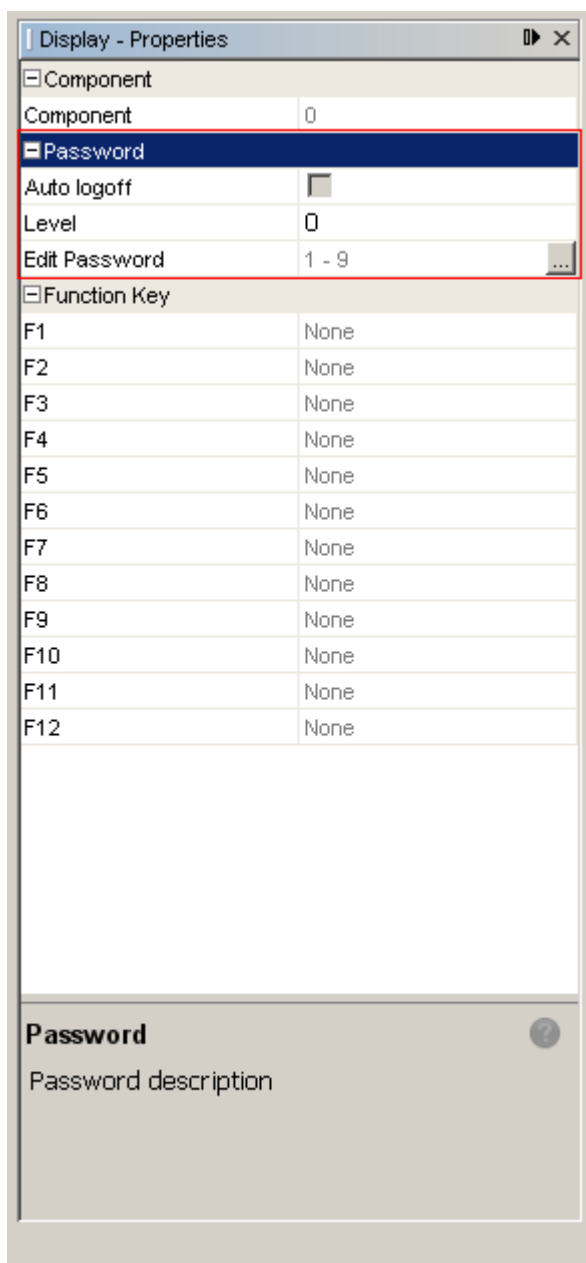 Display - Properties
Component
Component 0
Password
Auto logoff
Level 0
Edit Password 1 - 9 ...
Function Key
F1 None
F2 None
F3 None
F4 None
F5 None
F6 None
F7 None
F8 None
F9 None
F10 None
F11 None
F12 None
Password ?
Password description